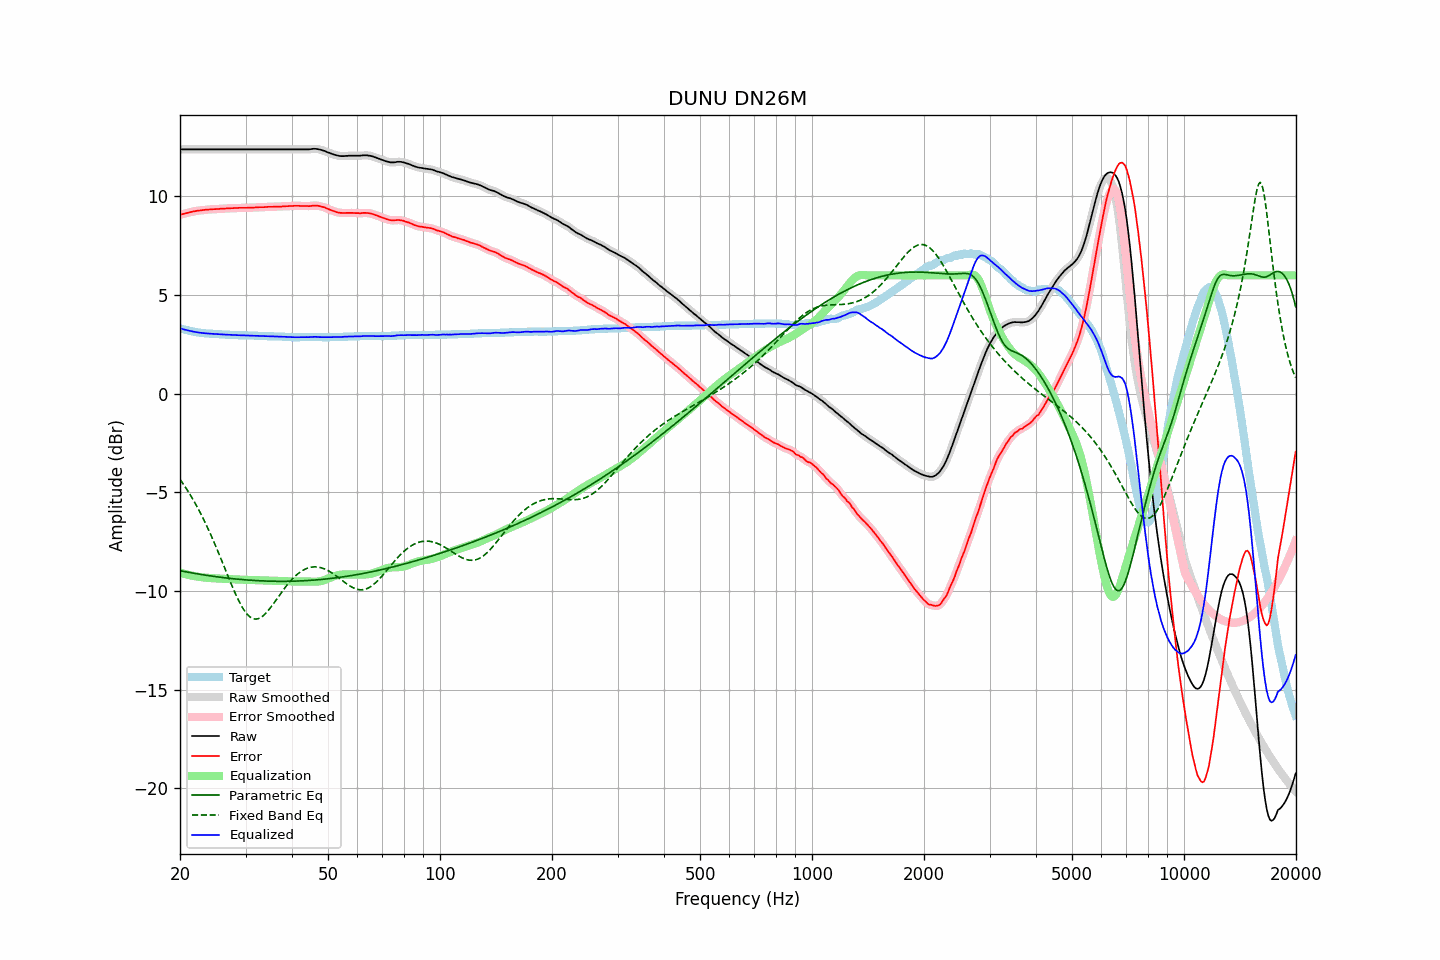 DUNU DN26M
Amplitude (dBr)
10
5
0
−5
−10
−15
−20
Target
Raw Smoothed
Error Smoothed
Raw
Error
Equalization
Parametric Eq
Fixed Band Eq
Equalized
20 50 100 200 500 1000 2000 5000 10000 20000
Frequency (Hz)